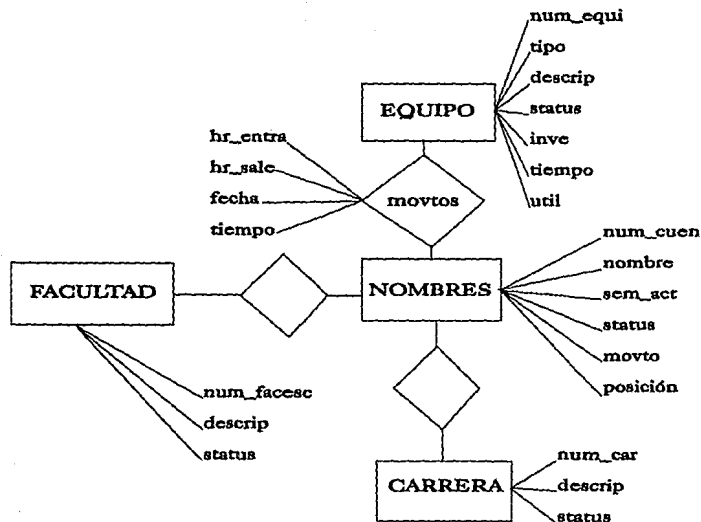 num_equi
tipo
descrip
status
inve
tiempo
util
EQUIPO
hr_entra
hr_sale
fecha
tiempo
movtos
FACULTAD
NOMBRES
num_cuen
nombre
sem_act
status
movto
posición
num_facesc
descrip
status
CARRERA
num_car
descrip
status